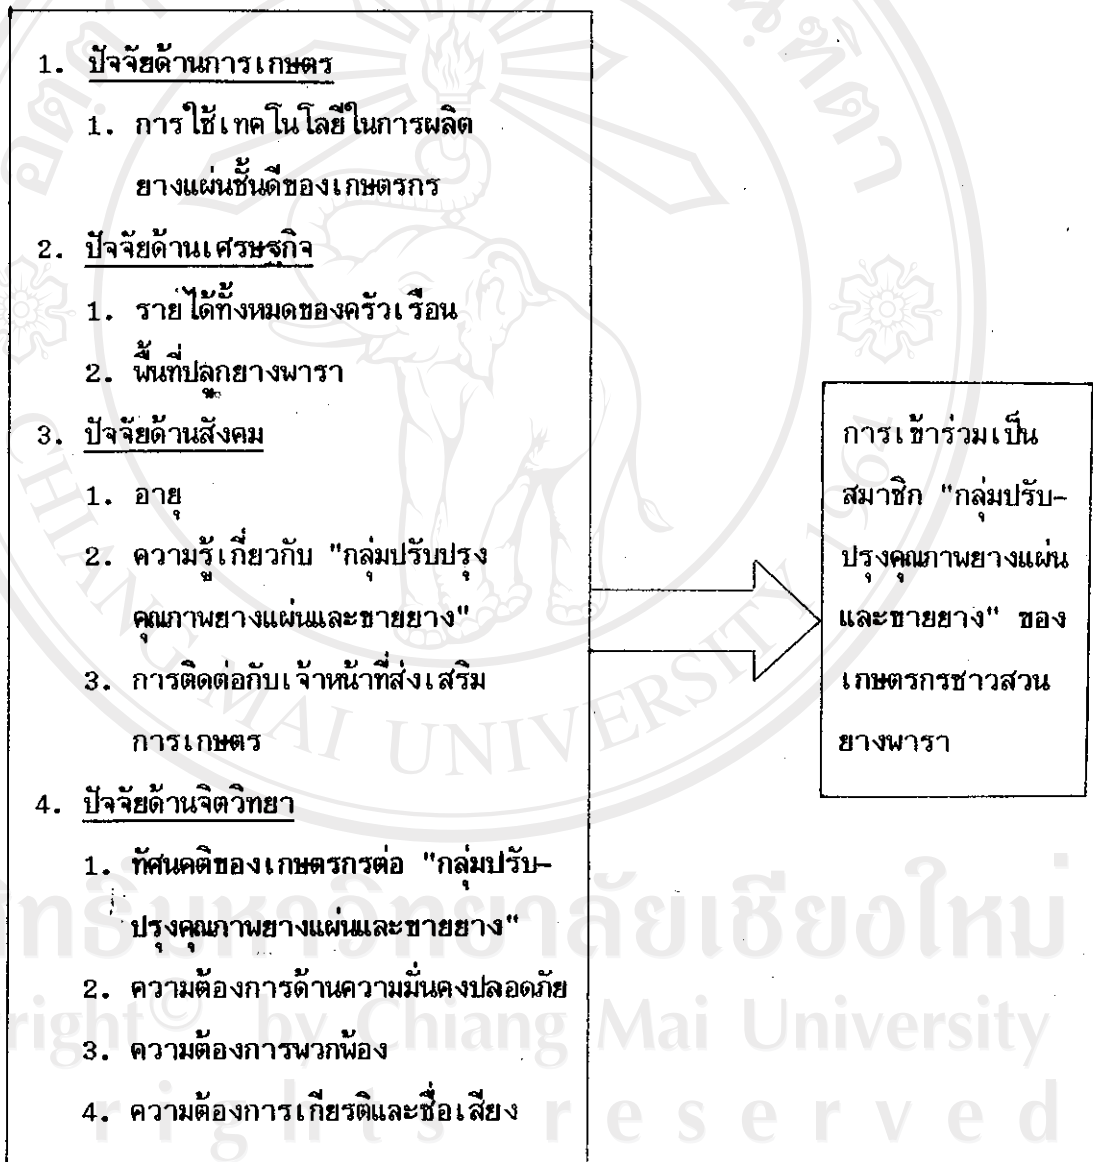 1. ปัจจัยด้านการเกษตร
1. การใช้เทคโนโลยีในการผลิต
ยางแผ่นชั้นดีของเกษตรกร
2. ปัจจัยด้านเศรษฐกิจ
1. รายได้ทั้งหมดของครัวเรือน
2. พื้นที่ปลูกยางพารา
3. ปัจจัยด้านสังคม
1. อายุ
2. ความรู้เกี่ยวกับ "กลุ่มปรับปรุง
คุณภาพยางแผ่นและขายยาง"
3. การติดต่อกับเจ้าหน้าที่ส่งเสริม
การเกษตร
4. ปัจจัยด้านจิตวิทยา
1. ทัศนคติของเกษตรกรต่อ "กลุ่มปรับ-
ปรุงคุณภาพยางแผ่นและขายยาง"
2. ความต้องการด้านความมั่นคงปลอดภัย
3. ความต้องการพวกพ้อง
4. ความต้องการเกียรติและชื่อเสียง
การเข้าร่วมเป็น
สมาชิก "กลุ่มปรับ-
ปรุงคุณภาพยางแผ่น
และขายยาง" ของ
เกษตรกรชาวสวน
ยางพารา
CHIANG MAI UNIVERSITY 1964
มหาวิทยาลัยเชียงใหม่
right © by Chiang Mai University
rights reserved